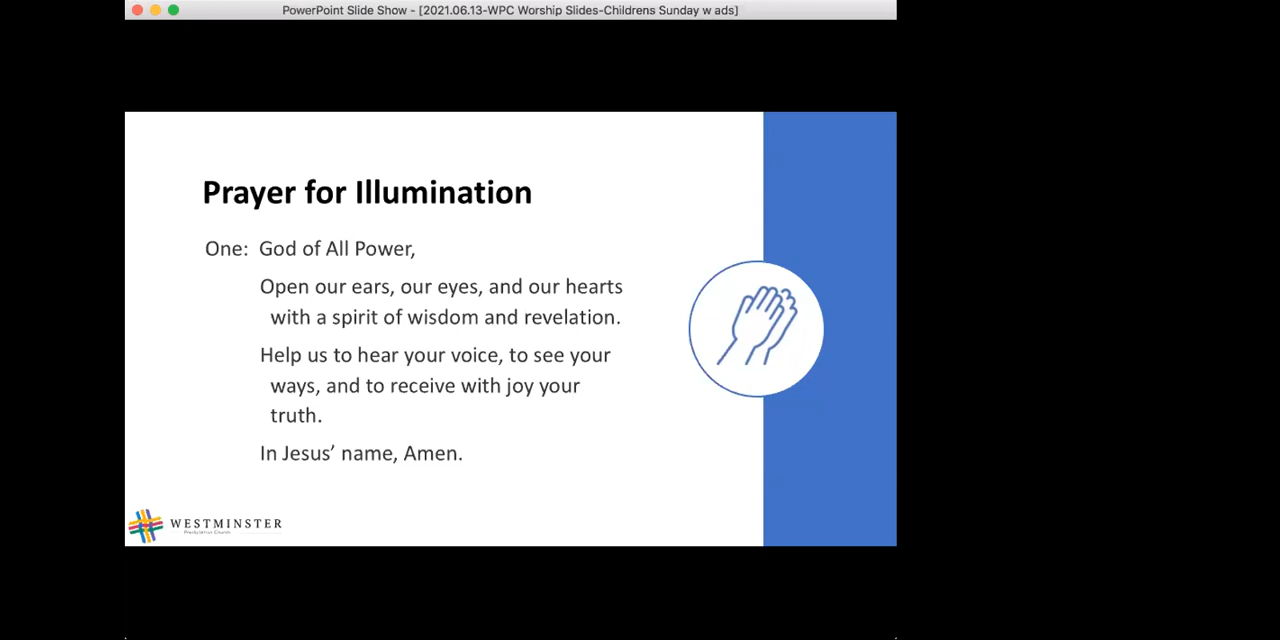 PowerPoint Slide Show - [2021.06.13-WPC Worship Slides-Childrens Sunday w ads]
Prayer for Illumination
One: God of All Power,
Open our ears, our eyes, and our hearts
with a spirit of wisdom and revelation.
Help us to hear your voice, to see your
ways, and to receive with joy your
truth.
In Jesus’ name, Amen.
WESTMINSTER
Presbyterian Church